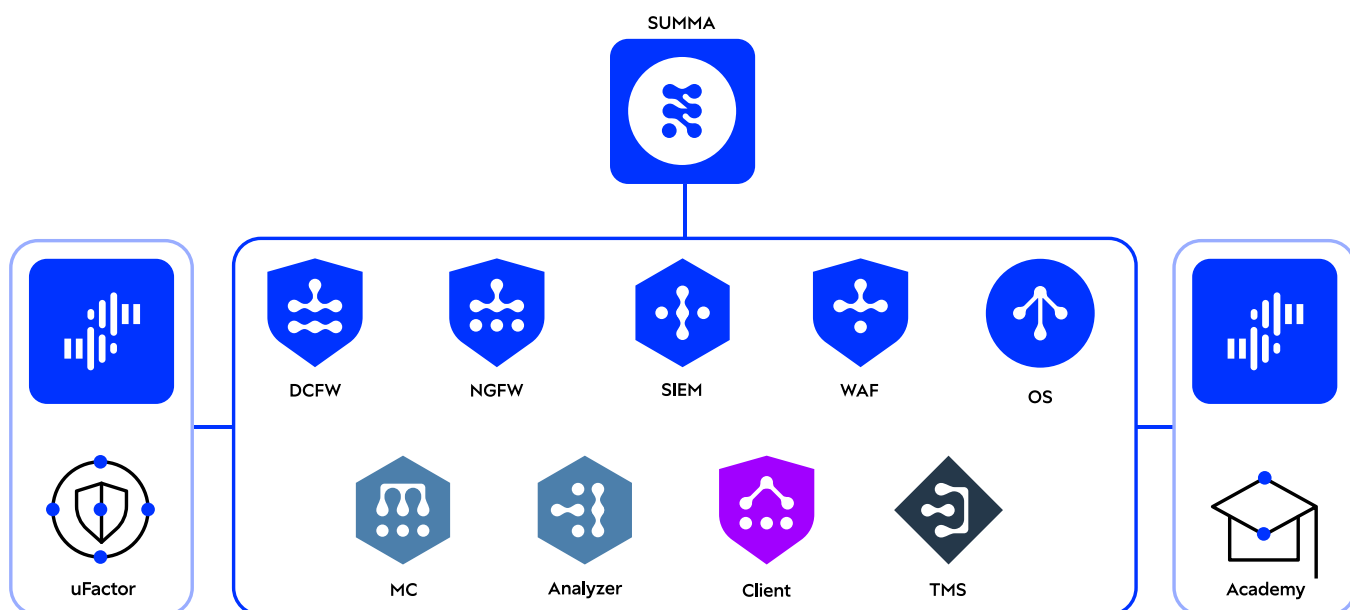 SUMMA
DCFW
NGFW
SIEM
WAF
OS
uFactor
MC
Analyzer
Client
TMS
Academy